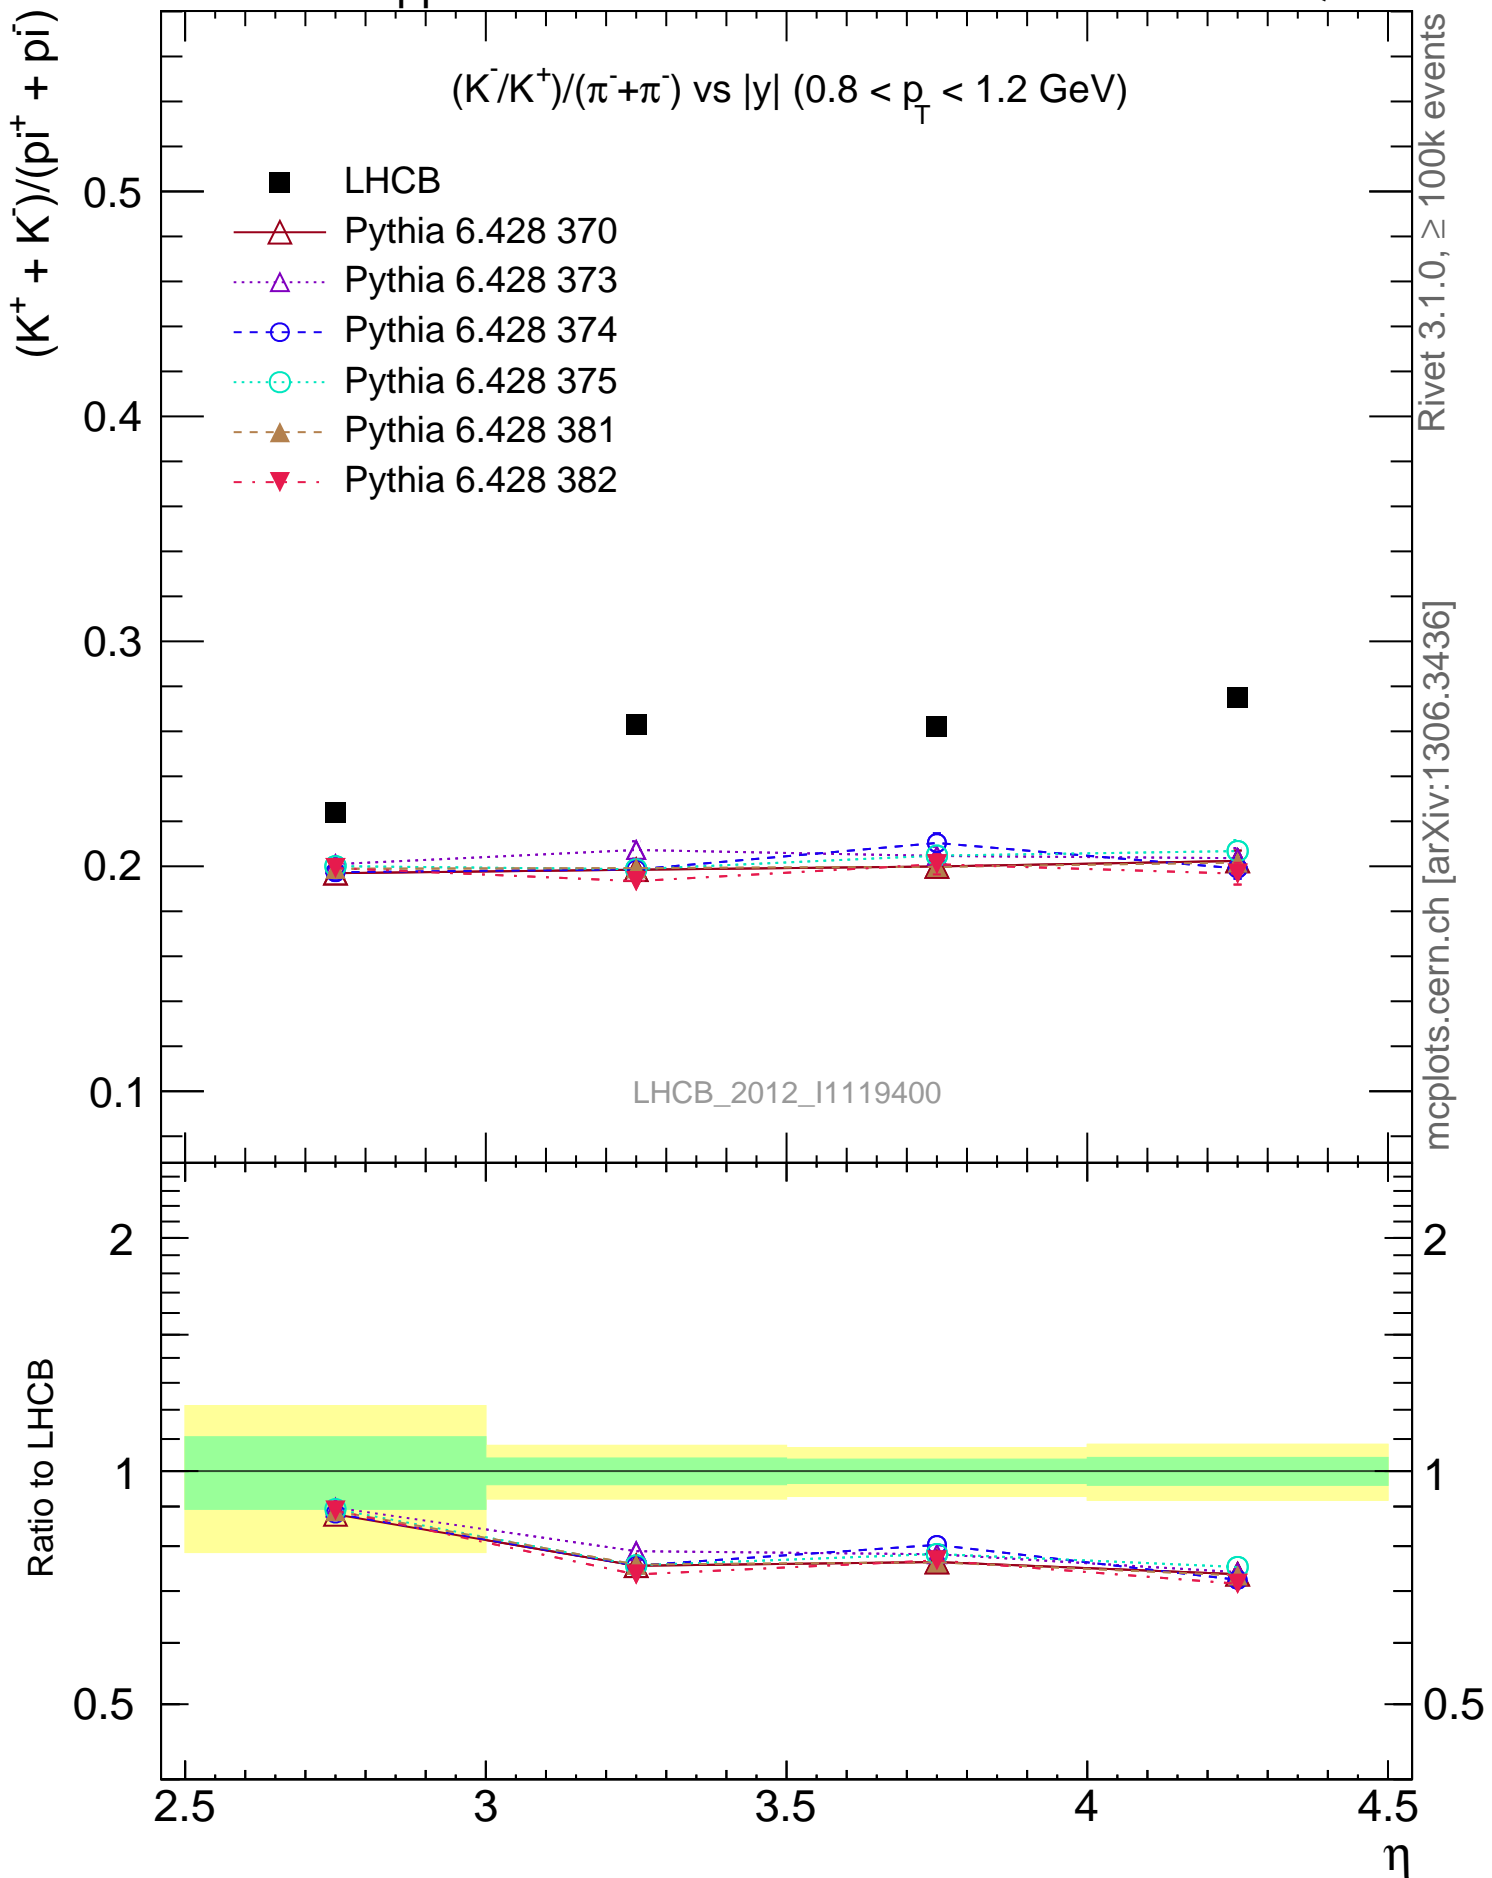 pp
(K⁻/K⁺)/(π⁻+π⁻) vs |y| (0.8 < p_T < 1.2 GeV)
(K⁺ + K⁻)/(pi⁺ + pi⁻)
LHCB
Pythia 6.428 370
Pythia 6.428 373
Pythia 6.428 374
Pythia 6.428 375
Pythia 6.428 381
Pythia 6.428 382
0.5
0.4
0.3
0.2
0.1
LHCB_2012_I1119400
Rivet 3.1.0, ≥ 100k events
mcplots.cern.ch [arXiv:1306.3436]
Ratio to LHCB
2
1
0.5
2
1
0.5
2.5 3 3.5 4 4.5
η